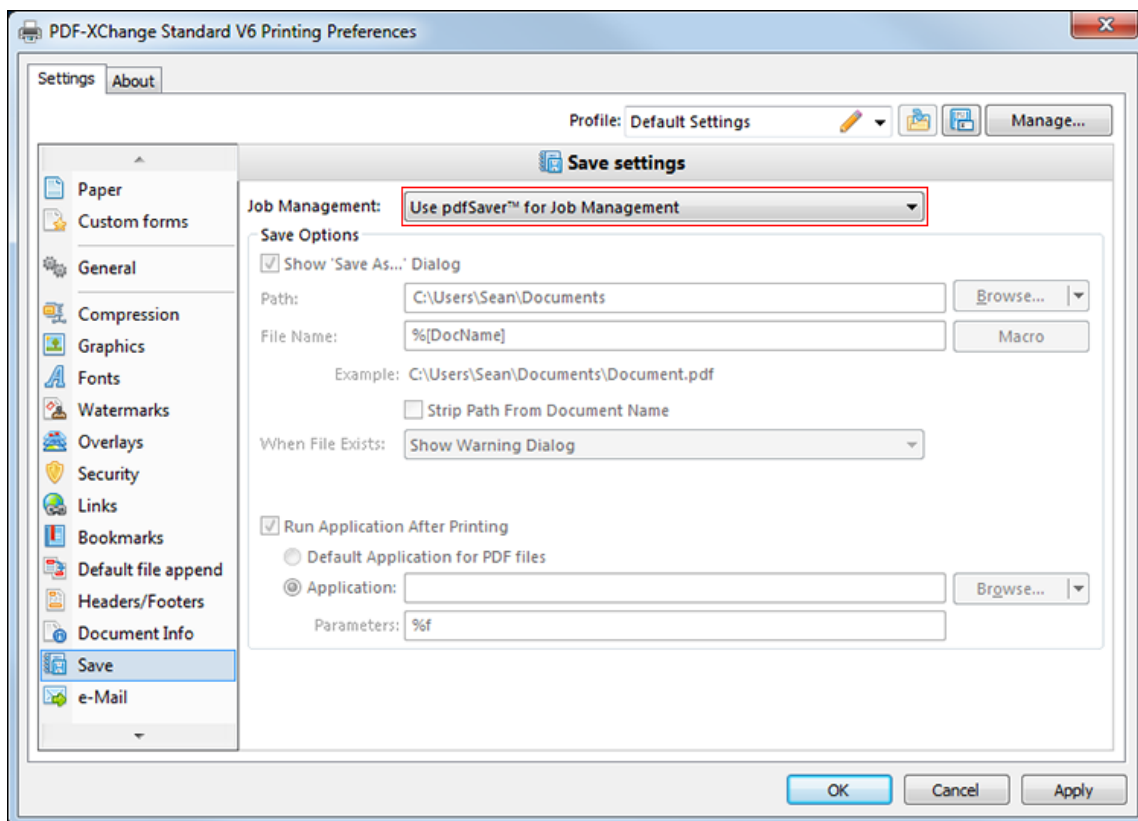 PDF-XChange Standard V6 Printing Preferences
Settings About
Profile: Default Settings Manage...
Save settings
Paper
Custom forms
General
Compression
Graphics
Fonts
Watermarks
Overlays
Security
Links
Bookmarks
Default file append
Headers/Footers
Document Info
Save
e-Mail
Job Management: Use pdfSaver™ for Job Management
Save Options
Show 'Save As...' Dialog
Path: C:\Users\Sean\Documents Browse...
File Name: %[DocName] Macro
Example: C:\Users\Sean\Documents\Document.pdf
Strip Path From Document Name
When File Exists: Show Warning Dialog
Run Application After Printing
Default Application for PDF files
Application: Browse...
Parameters: %f
OK Cancel Apply